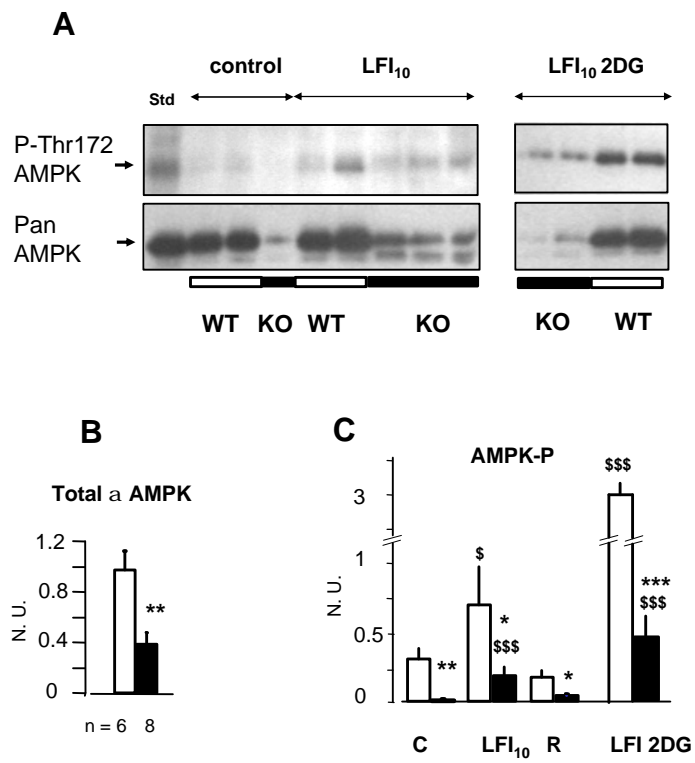 A
control LFI₁₀ LFI₁₀ 2DG
Std
P-Thr172
AMPK
Pan
AMPK
WT KO WT KO KO WT
B
Total a AMPK
1.2
0.8
0.4
0
N. U.
**
n = 6 8
C
AMPK-P
3
1
0.5
0
N. U.
**
$
*
$$$
*
$$$
***
$$$
C LFI₁₀ R LFI 2DG